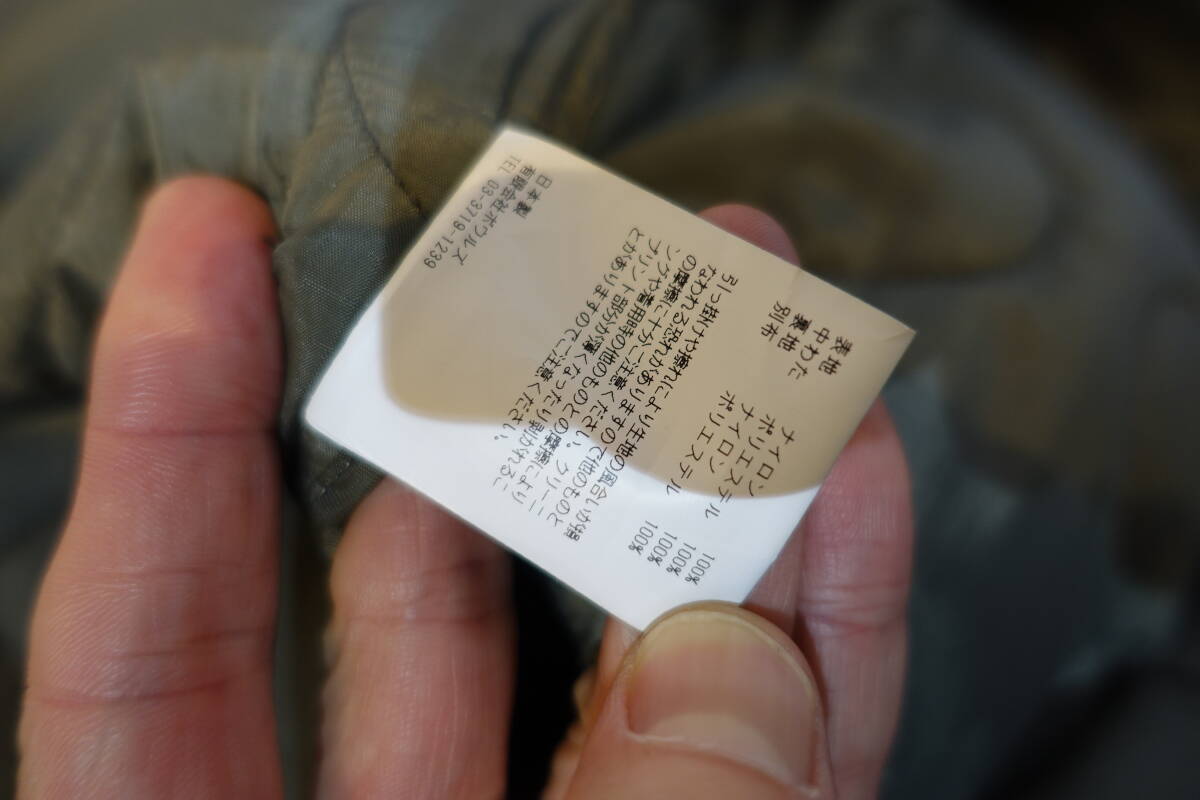 表地 ナイロン 100%
中わた ポリエステル 100%
裏地 ナイロン 100%
別布 ポリエステル 100%
引っ掛けや擦れにより生地の風合いが損
なわれる恐れがありますので他のものと
の摩擦に十分ご注意ください。クリーニ
ングや着用時の他のものとの摩擦により
プリント部分が薄くなったり剥がれるこ
とがありますのでご注意ください。
日本製
有限会社ボウルズ
TEL 03-3719-1239